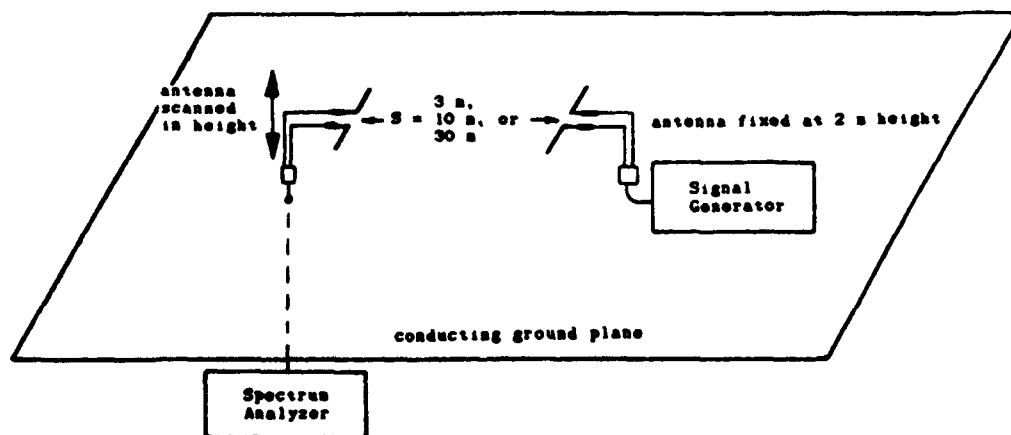 antenna
scanned
in height
3 m,
S = 10 m, or
30 m
antenna fixed at 2 m height
Signal
Generator
conducting ground plane
Spectrum
Analyzer